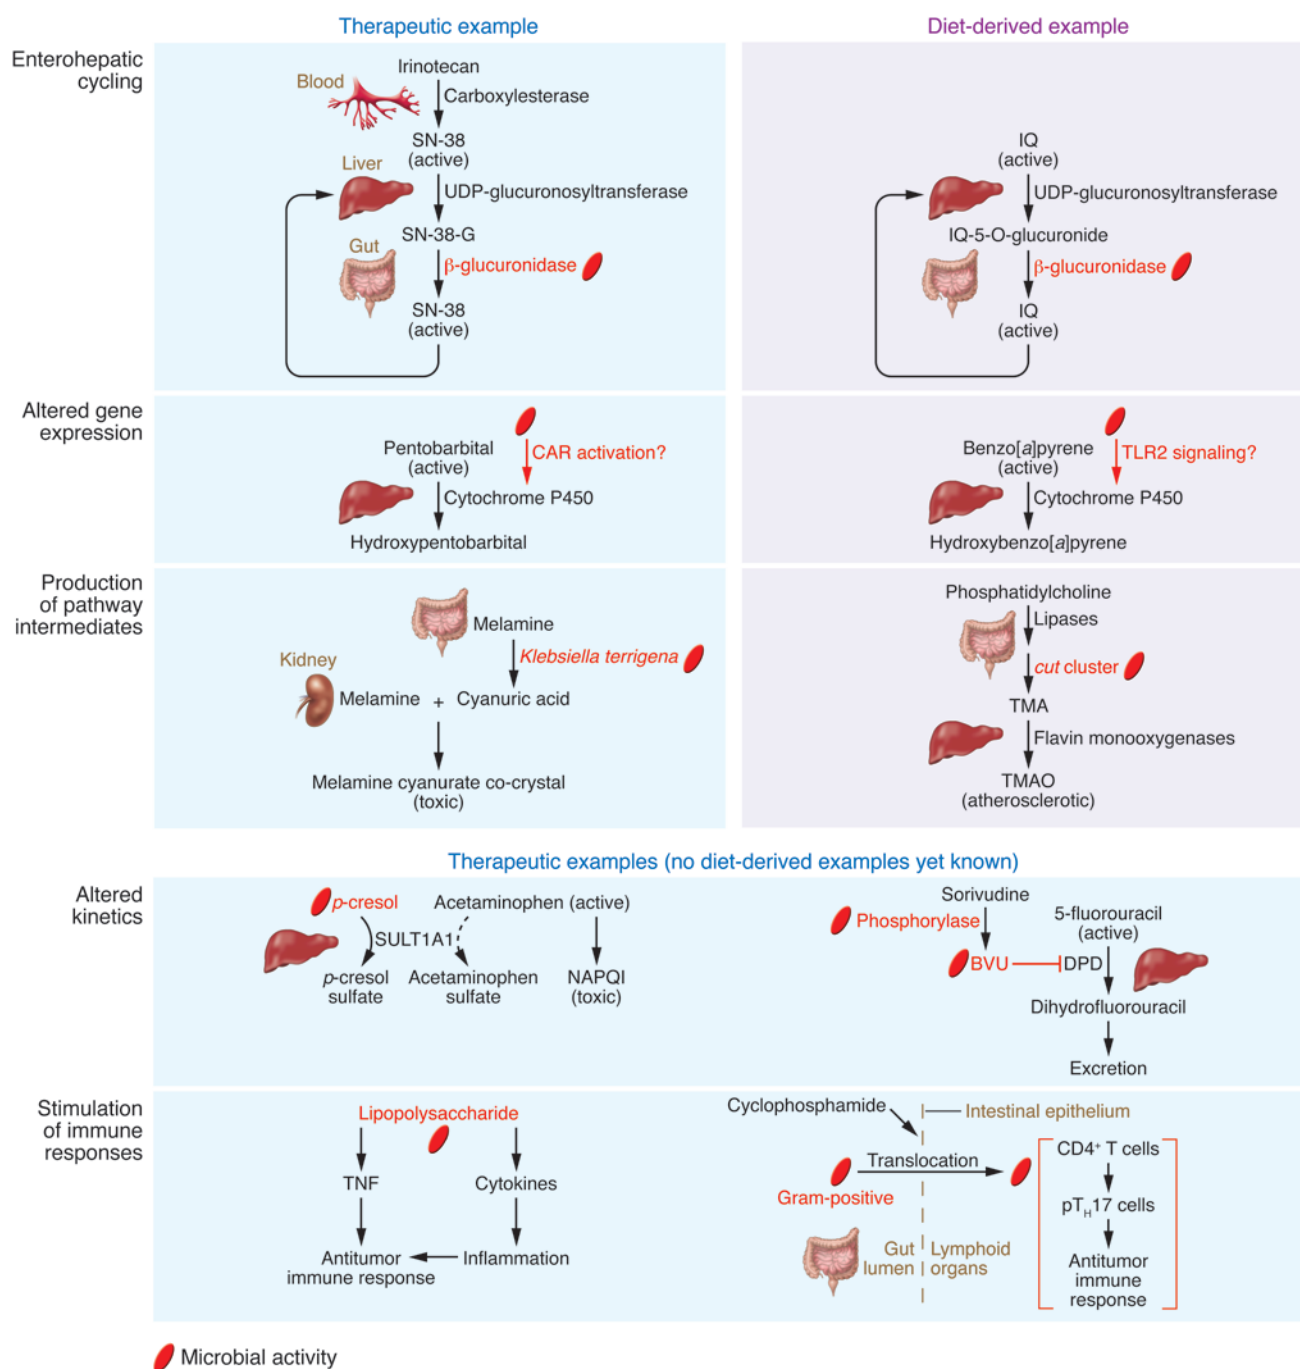 Therapeutic example
Diet-derived example
Enterohepatic
cycling
Blood
Irinotecan
Carboxylesterase
SN-38
(active)
Liver
UDP-glucuronosyltransferase
SN-38-G
Gut
β-glucuronidase
SN-38
(active)
IQ
(active)
UDP-glucuronosyltransferase
IQ-5-O-glucuronide
β-glucuronidase
IQ
(active)
Altered gene
expression
Pentobarbital
(active)
CAR activation?
Cytochrome P450
Hydroxypentobarbital
Benzo[a]pyrene
(active)
TLR2 signaling?
Cytochrome P450
Hydroxybenzo[a]pyrene
Production
of pathway
intermediates
Melamine
Klebsiella terrigena
Kidney
Melamine + Cyanuric acid
Melamine cyanurate co-crystal
(toxic)
Phosphatidylcholine
Lipases
cut cluster
TMA
Flavin monooxygenases
TMAO
(atherosclerotic)
Therapeutic examples (no diet-derived examples yet known)
Altered
kinetics
p-cresol
Acetaminophen (active)
SULT1A1
p-cresol
sulfate
Acetaminophen
sulfate
NAPQI
(toxic)
Sorivudine
Phosphorylase
5-fluorouracil
(active)
BVU
DPD
Dihydrofluorouracil
Excretion
Stimulation
of immune
responses
Lipopolysaccharide
TNF
Cytokines
Antitumor
immune response
Inflammation
Cyclophosphamide
Intestinal epithelium
Translocation
Gram-positive
Gut
lumen
Lymphoid
organs
CD4+ T cells
pTH17 cells
Antitumor
immune
response
Microbial activity